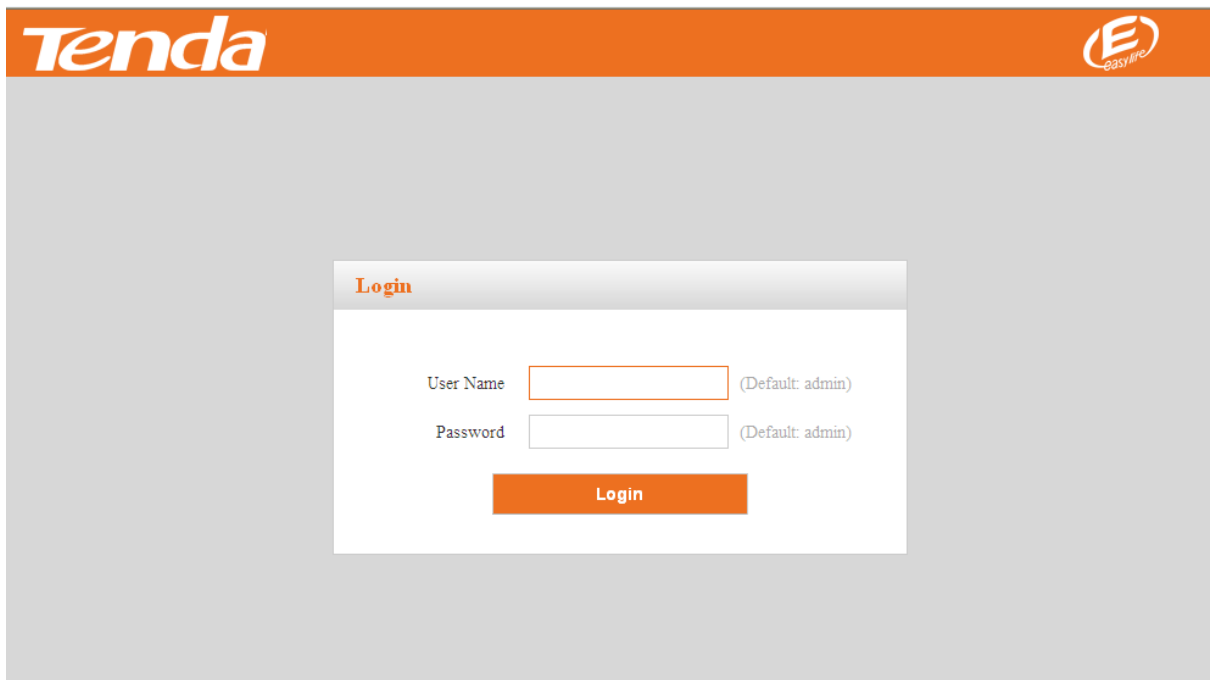 Tenda
E
easylife
Login
User Name (Default: admin)
Password (Default: admin)
Login